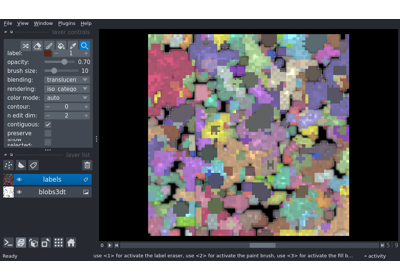 File View Window Plugins Help
layer controls
label: 1
opacity: 0.70
brush size: 10
blending: translucen
rendering: iso_catego
color mode: auto
contour: 0
n edit dim: 2
contiguous:
preserve
selected:
layer list
labels
blobs3dt
Ready
use <1> for activate the label eraser, use <2> for activate the paint brush, use <3> for activate the fill b...
activity